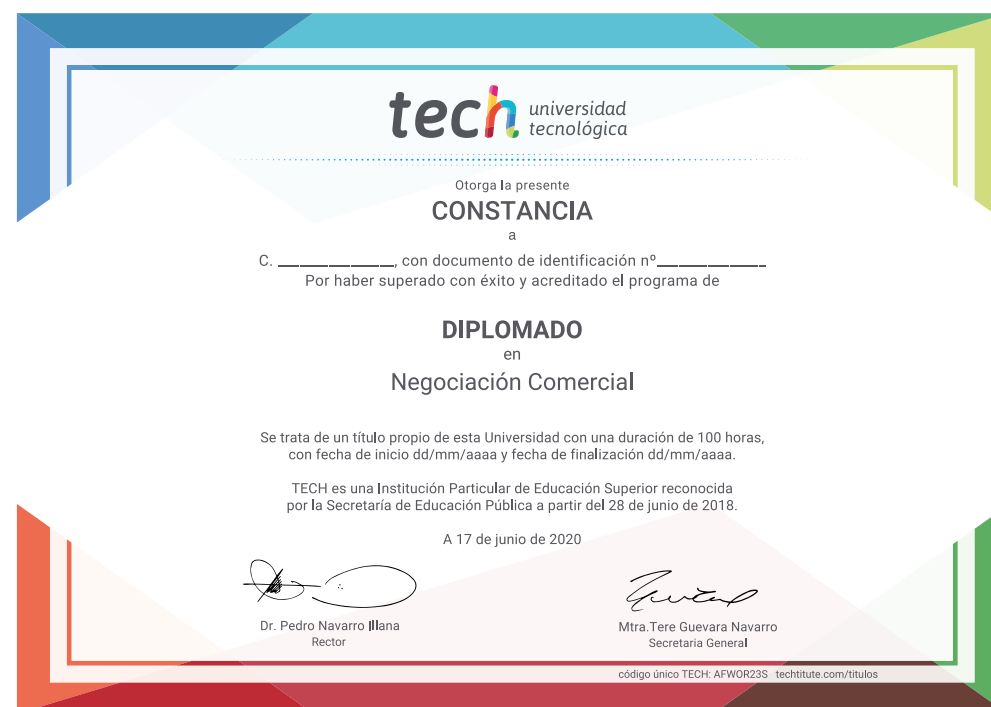 tech universidad
tecnológica
Otorga la presente
CONSTANCIA
a
C. ______________, con documento de identificación nº_____________
Por haber superado con éxito y acreditado el programa de
DIPLOMADO
en
Negociación Comercial
Se trata de un título propio de esta Universidad con una duración de 100 horas,
con fecha de inicio dd/mm/aaaa y fecha de finalización dd/mm/aaaa.
TECH es una Institución Particular de Educación Superior reconocida
por la Secretaría de Educación Pública a partir del 28 de junio de 2018.
A 17 de junio de 2020
Dr. Pedro Navarro Illana
Rector
Mtra.Tere Guevara Navarro
Secretaria General
código único TECH: AFWOR23S techtitute.com/titulos